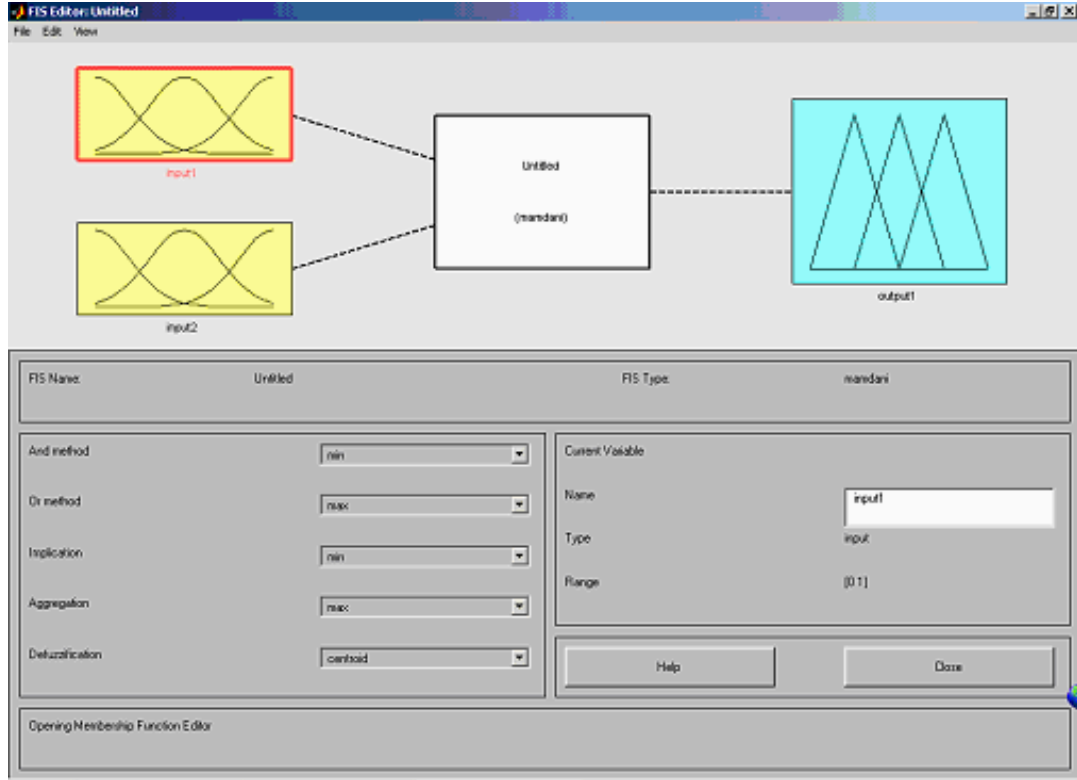 FIS Editor: Untitled
File Edit View
input1
Untitled
(mamdani)
output1
input2
FIS Name: Untitled FIS Type: mamdani
And method min
Or method max
Implication min
Aggregation max
Defuzzification centroid
Current Variable
Name input1
Type input
Range [0 1]
Help Close
Opening Membership Function Editor